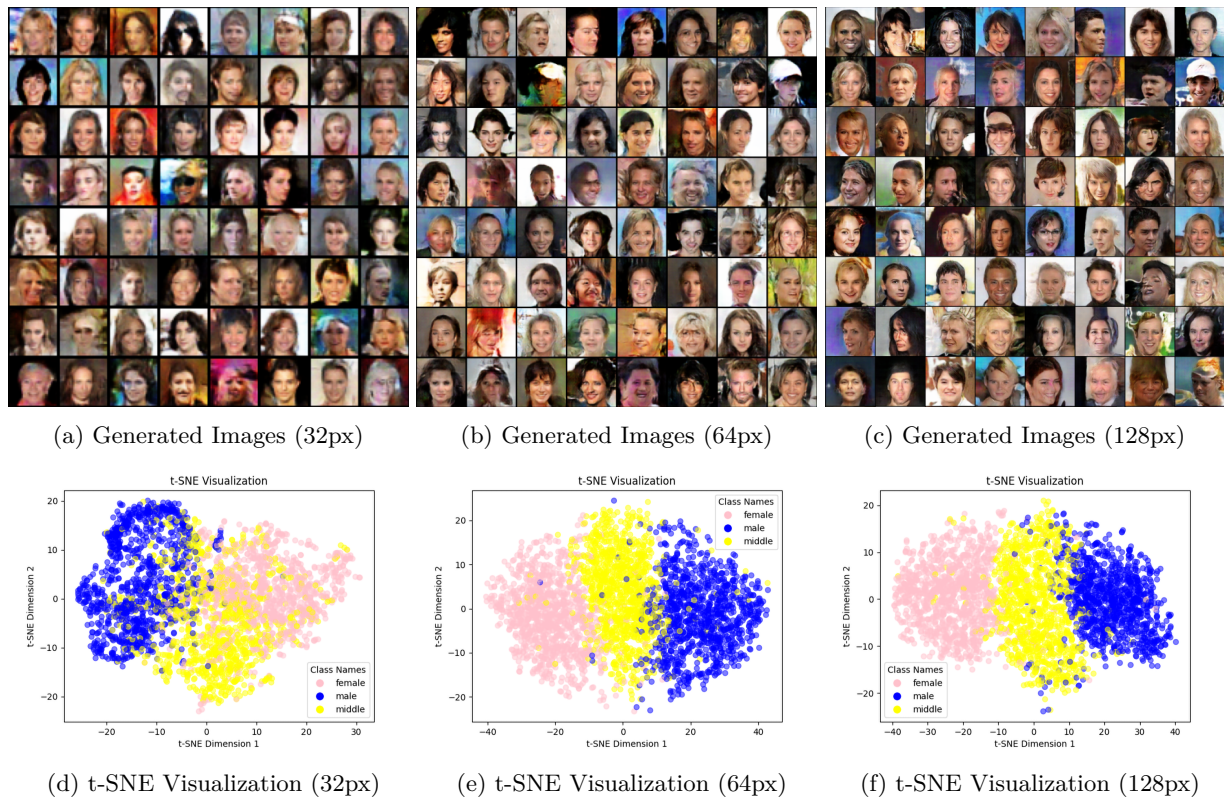 (a) Generated Images (32px)
(b) Generated Images (64px)
(c) Generated Images (128px)
t-SNE Visualization
20
10
0
−10
−20
t-SNE Dimension 2
−20
−10
0
10
20
30
t-SNE Dimension 1
Class Names
female
male
middle
(d) t-SNE Visualization (32px)
t-SNE Visualization
20
10
0
−10
−20
t-SNE Dimension 2
−40
−20
0
20
40
t-SNE Dimension 1
Class Names
female
male
middle
(e) t-SNE Visualization (64px)
t-SNE Visualization
20
10
0
−10
−20
t-SNE Dimension 2
−40
−30
−20
−10
0
10
20
30
40
t-SNE Dimension 1
Class Names
female
male
middle
(f) t-SNE Visualization (128px)